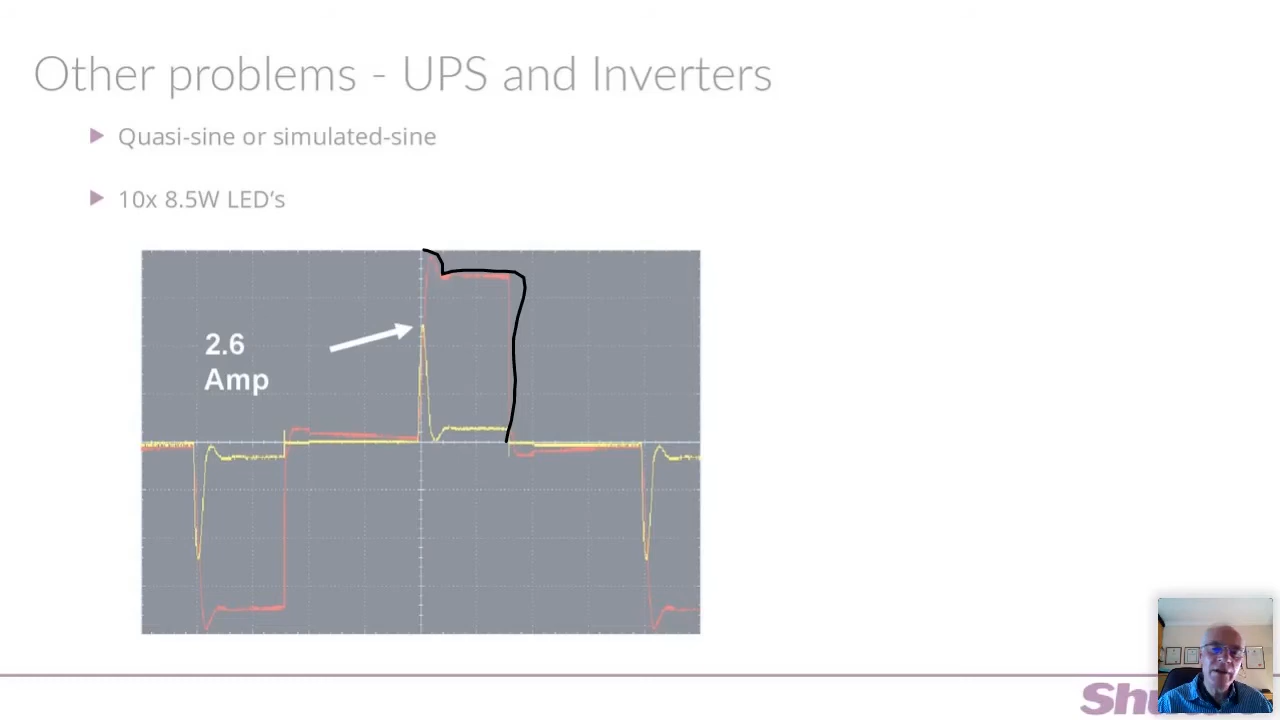 Other problems - UPS and Inverters
Quasi-sine or simulated-sine
10x 8.5W LED's
2.6
Amp